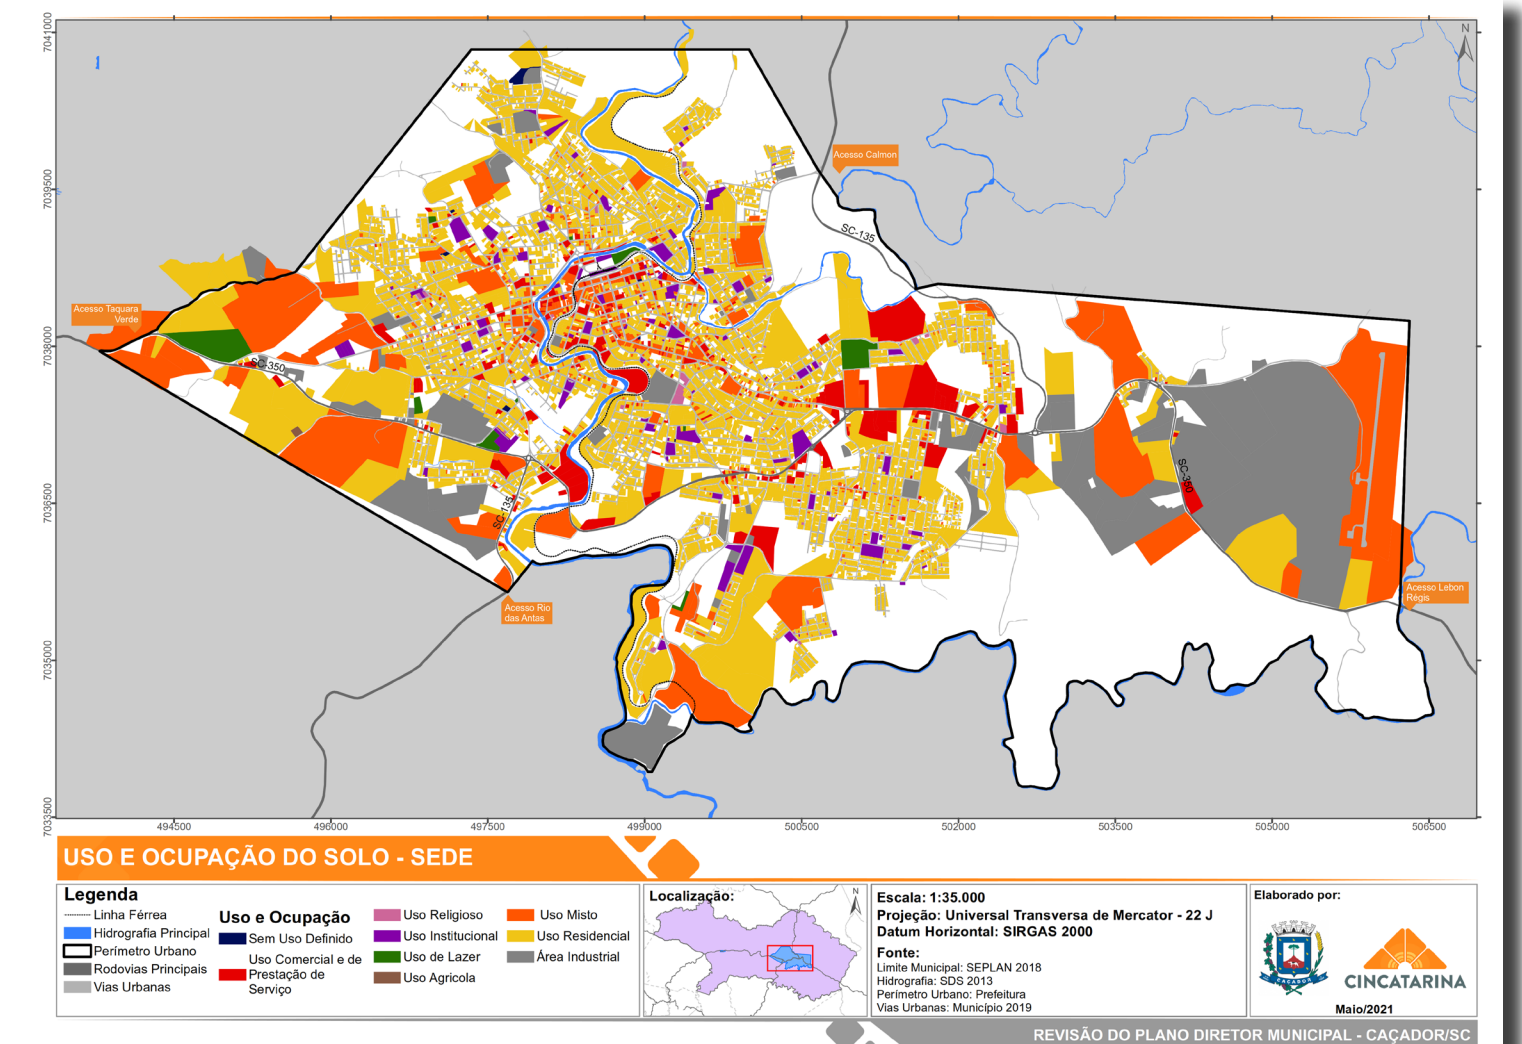 7041000
7039500
7038000
7036500
7035000
7033500
N
Acesso Calmon
SC-135
Acesso Taquara
Verde
SC-350
SC-350
SC-135
Acesso Rio
das Antas
Acesso Lebon
Régis
494500
496000
497500
499000
500500
502000
503500
505000
506500
USO E OCUPAÇÃO DO SOLO - SEDE
Legenda
Linha Férrea
Hidrografia Principal
Perímetro Urbano
Rodovias Principais
Vias Urbanas
Uso e Ocupação
Sem Uso Definido
Uso Comercial e de
Prestação de
Serviço
Uso Religioso
Uso Institucional
Uso de Lazer
Uso Agricola
Uso Misto
Uso Residencial
Área Industrial
Localização:
N
Escala: 1:35.000
Projeção: Universal Transversa de Mercator - 22 J
Datum Horizontal: SIRGAS 2000
Fonte:
Limite Municipal: SEPLAN 2018
Hidrografia: SDS 2013
Perímetro Urbano: Prefeitura
Vias Urbanas: Município 2019
Elaborado por:
CAÇADOR
CINCATARINA
Maio/2021
REVISÃO DO PLANO DIRETOR MUNICIPAL - CAÇADOR/SC